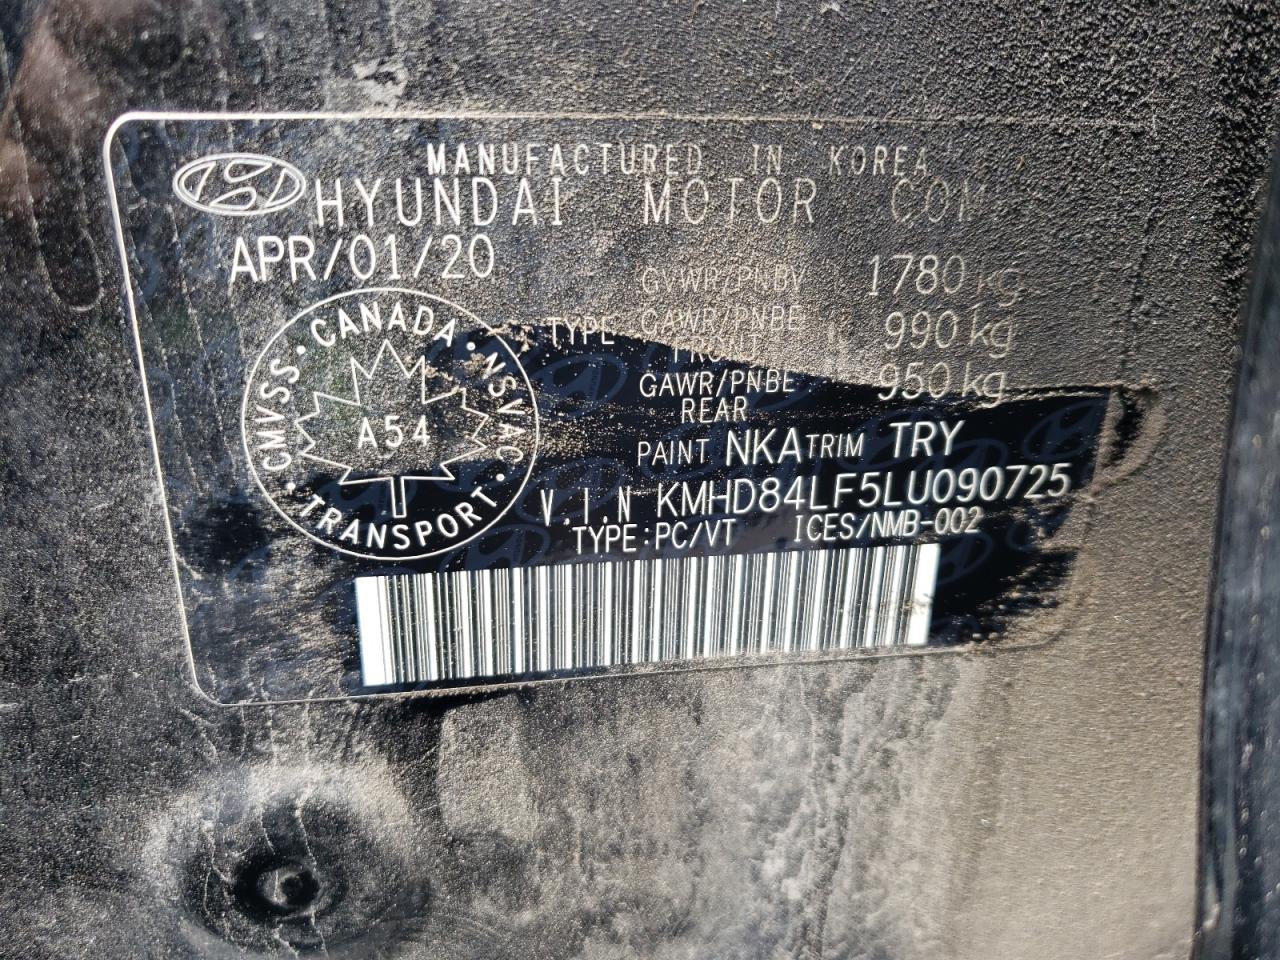 MANUFACTURED IN KOREA
HYUNDAI MOTOR COM
APR/01/20
GVWR/PNBV 1780 kg
TYPE
GAWR/PNBE FRONT 990 kg
GAWR/PNBE REAR 950 kg
PAINT NKA TRIM TRY
V.I.N KMHD84LF5LU090725
TYPE:PC/VT ICES/NMB-002
CANADA · NSVAC · TRANSPORT · CMVSS ·
A54